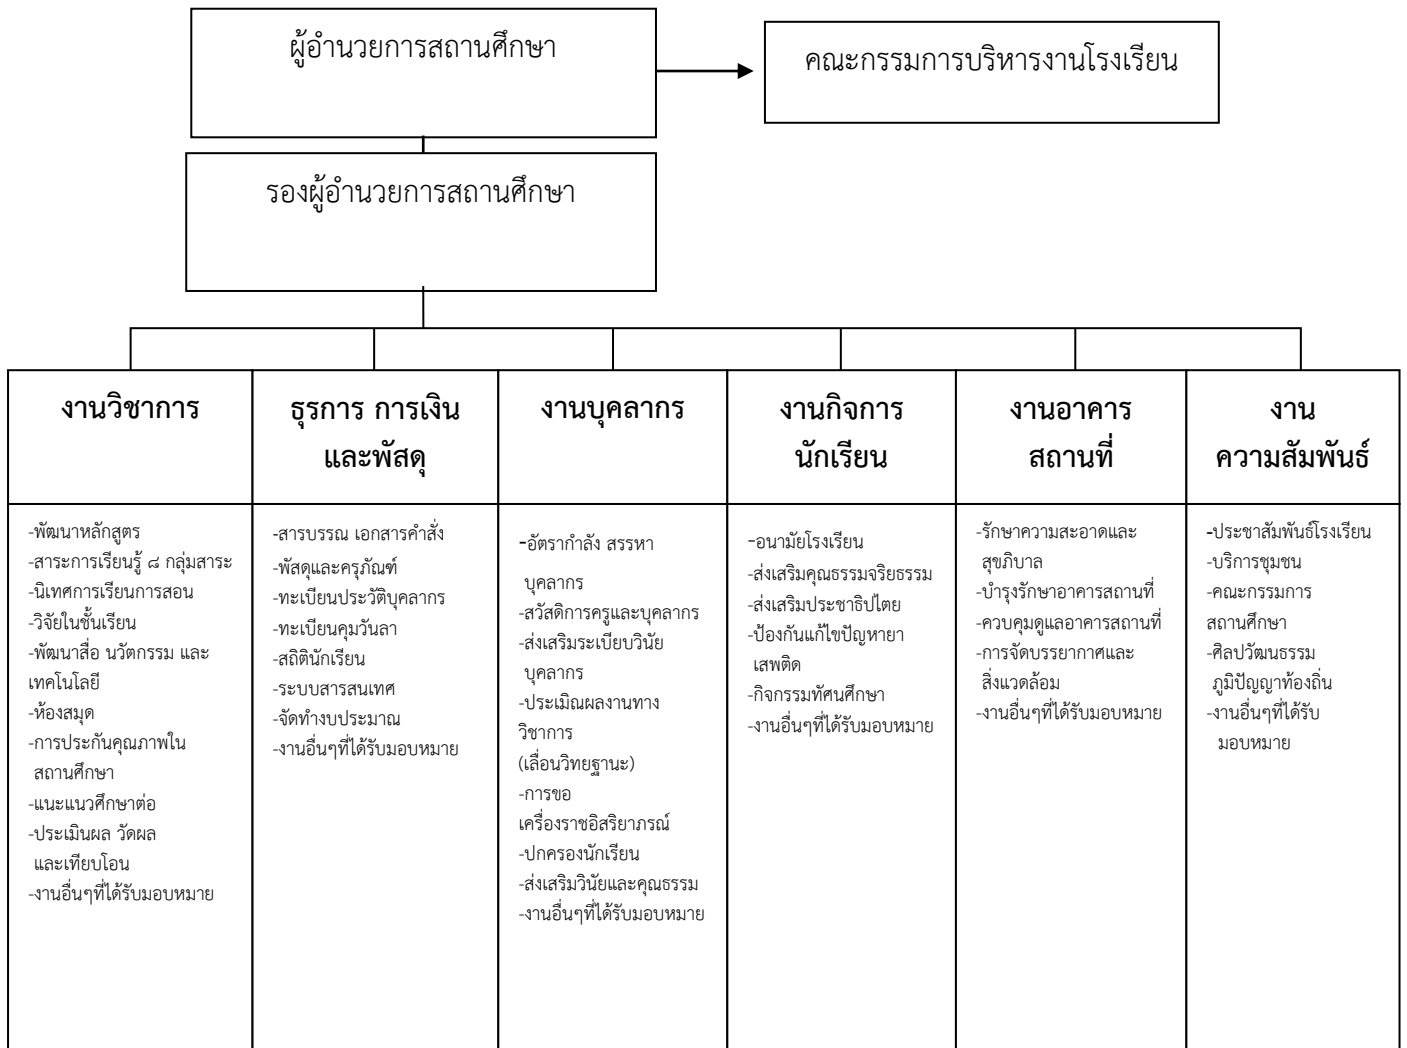 ผู้อำนวยการสถานศึกษา
คณะกรรมการบริหารงานโรงเรียน
รองผู้อำนวยการสถานศึกษา
งานวิชาการ
-พัฒนาหลักสูตร
-สาระการเรียนรู้ ๘ กลุ่มสาระ
-นิเทศการเรียนการสอน
-วิจัยในชั้นเรียน
-พัฒนาสื่อ นวัตกรรม และ
เทคโนโลยี
-ห้องสมุด
-การประกันคุณภาพใน
สถานศึกษา
-แนะแนวศึกษาต่อ
-ประเมินผล วัดผล
และเทียบโอน
-งานอื่นๆที่ได้รับมอบหมาย
ธุรการ การเงิน
และพัสดุ
-สารบรรณ เอกสารคำสั่ง
-พัสดุและครุภัณฑ์
-ทะเบียนประวัติบุคลากร
-ทะเบียนคุมวันลา
-สถิตินักเรียน
-ระบบสารสนเทศ
-จัดทำงบประมาณ
-งานอื่นๆที่ได้รับมอบหมาย
งานบุคลากร
-อัตรากำลัง สรรหา
บุคลากร
-สวัสดิการครูและบุคลากร
-ส่งเสริมระเบียบวินัย
บุคลากร
-ประเมิณผลงานทาง
วิชาการ
(เลื่อนวิทยฐานะ)
-การขอ
เครื่องราชอิสริยาภรณ์
-ปกครองนักเรียน
-ส่งเสริมวินัยและคุณธรรม
-งานอื่นๆที่ได้รับมอบหมาย
งานกิจการ
นักเรียน
-อนามัยโรงเรียน
-ส่งเสริมคุณธรรมจริยธรรม
-ส่งเสริมประชาธิปไตย
-ป้องกันแก้ไขปัญหายา
เสพติด
-กิจกรรมทัศนศึกษา
-งานอื่นๆที่ได้รับมอบหมาย
งานอาคาร
สถานที่
-รักษาความสะอาดและ
สุขภิบาล
-บำรุงรักษาอาคารสถานที่
-ควบคุมดูแลอาคารสถานที่
-การจัดบรรยากาศและ
สิ่งแวดล้อม
-งานอื่นๆที่ได้รับมอบหมาย
งาน
ความสัมพันธ์
-ประชาสัมพันธ์โรงเรียน
-บริการชุมชน
-คณะกรรมการ
สถานศึกษา
-ศิลปวัฒนธรรม
ภูมิปัญญาท้องถิ่น
-งานอื่นๆที่ได้รับ
มอบหมาย